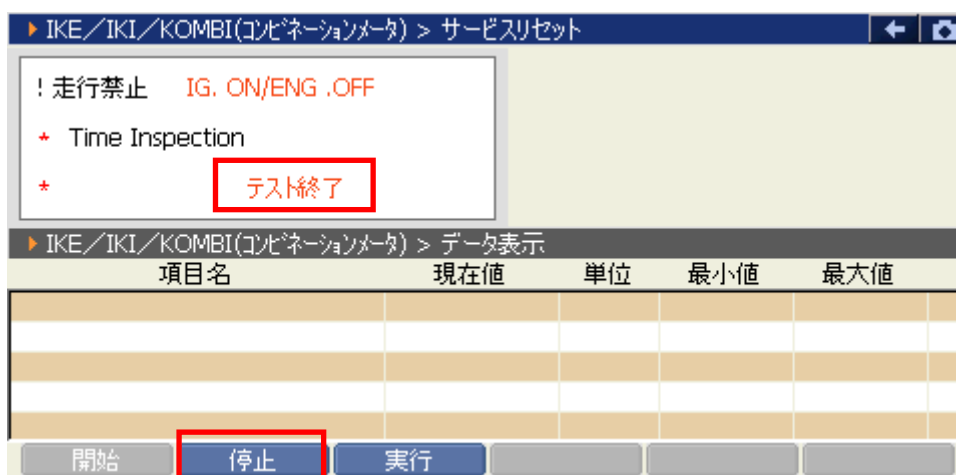 IKE／IKI／KOMBI(ｺﾝﾋﾞﾈｰｼｮﾝﾒｰﾀ) > サービスリセット
! 走行禁止 IG. ON/ENG .OFF
* Time Inspection
* テスト終了
IKE／IKI／KOMBI(ｺﾝﾋﾞﾈｰｼｮﾝﾒｰﾀ) > データ表示
項目名 現在値 単位 最小値 最大値
開始 停止 実行